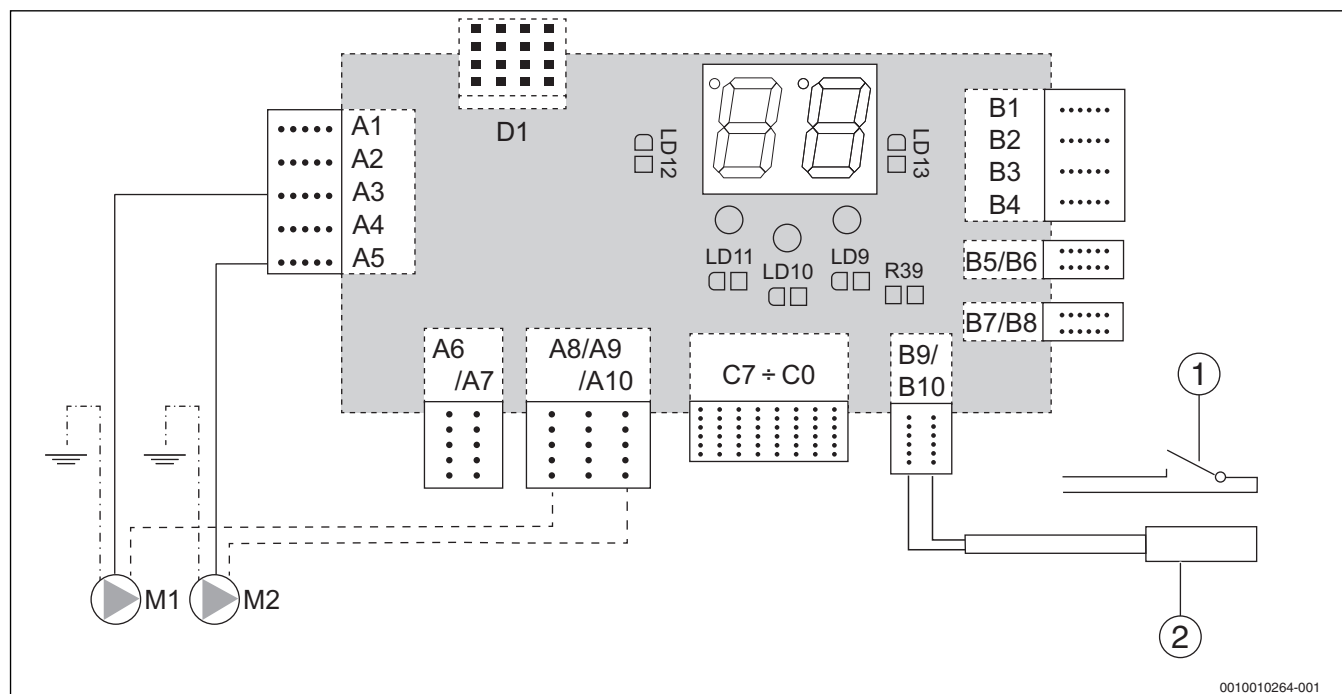 D1
A1
A2
A3
A4
A5
LD12
LD13
B1
B2
B3
B4
B5/B6
B7/B8
LD11
LD10
LD9
R39
A6
/A7
A8/A9
/A10
C7 ÷ C0
B9/
B10
1
2
M1
M2
0010010264-001